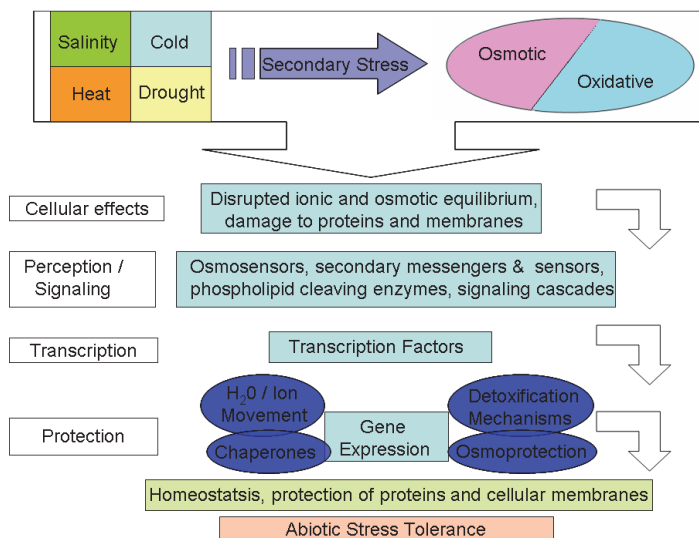 Salinity
Cold
Heat
Drought
Secondary Stress
Osmotic
Oxidative
Cellular effects
Disrupted ionic and osmotic equilibrium,
damage to proteins and membranes
Perception /
Signaling
Osmosensors, secondary messengers & sensors,
phospholipid cleaving enzymes, signaling cascades
Transcription
Transcription Factors
Protection
H₂0 / Ion
Movement
Chaperones
Gene
Expression
Detoxification
Mechanisms
Osmoprotection
Homeostatsis, protection of proteins and cellular membranes
Abiotic Stress Tolerance